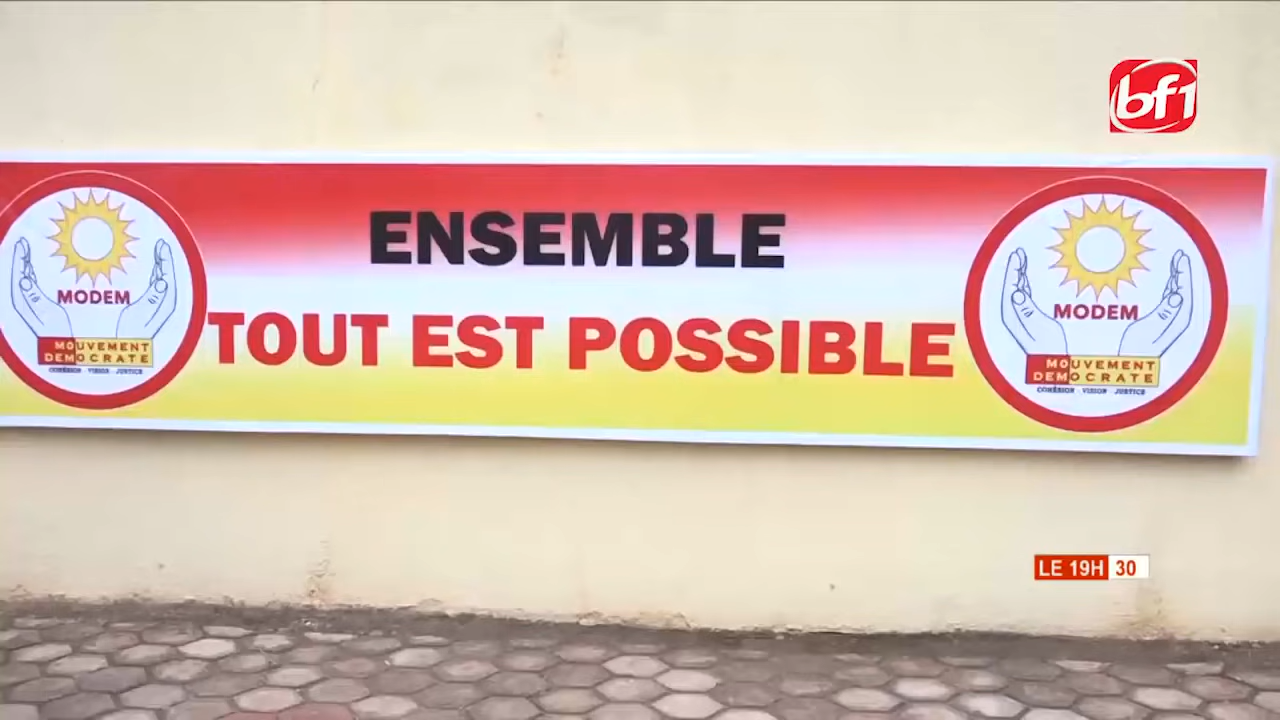 bf1
ENSEMBLE
TOUT EST POSSIBLE
MODEM
MOUVEMENT
DEMOCRATE
COHÉSION . VISION . JUSTICE
MODEM
MOUVEMENT
DEMOCRATE
COHÉSION . VISION . JUSTICE
LE 19H 30